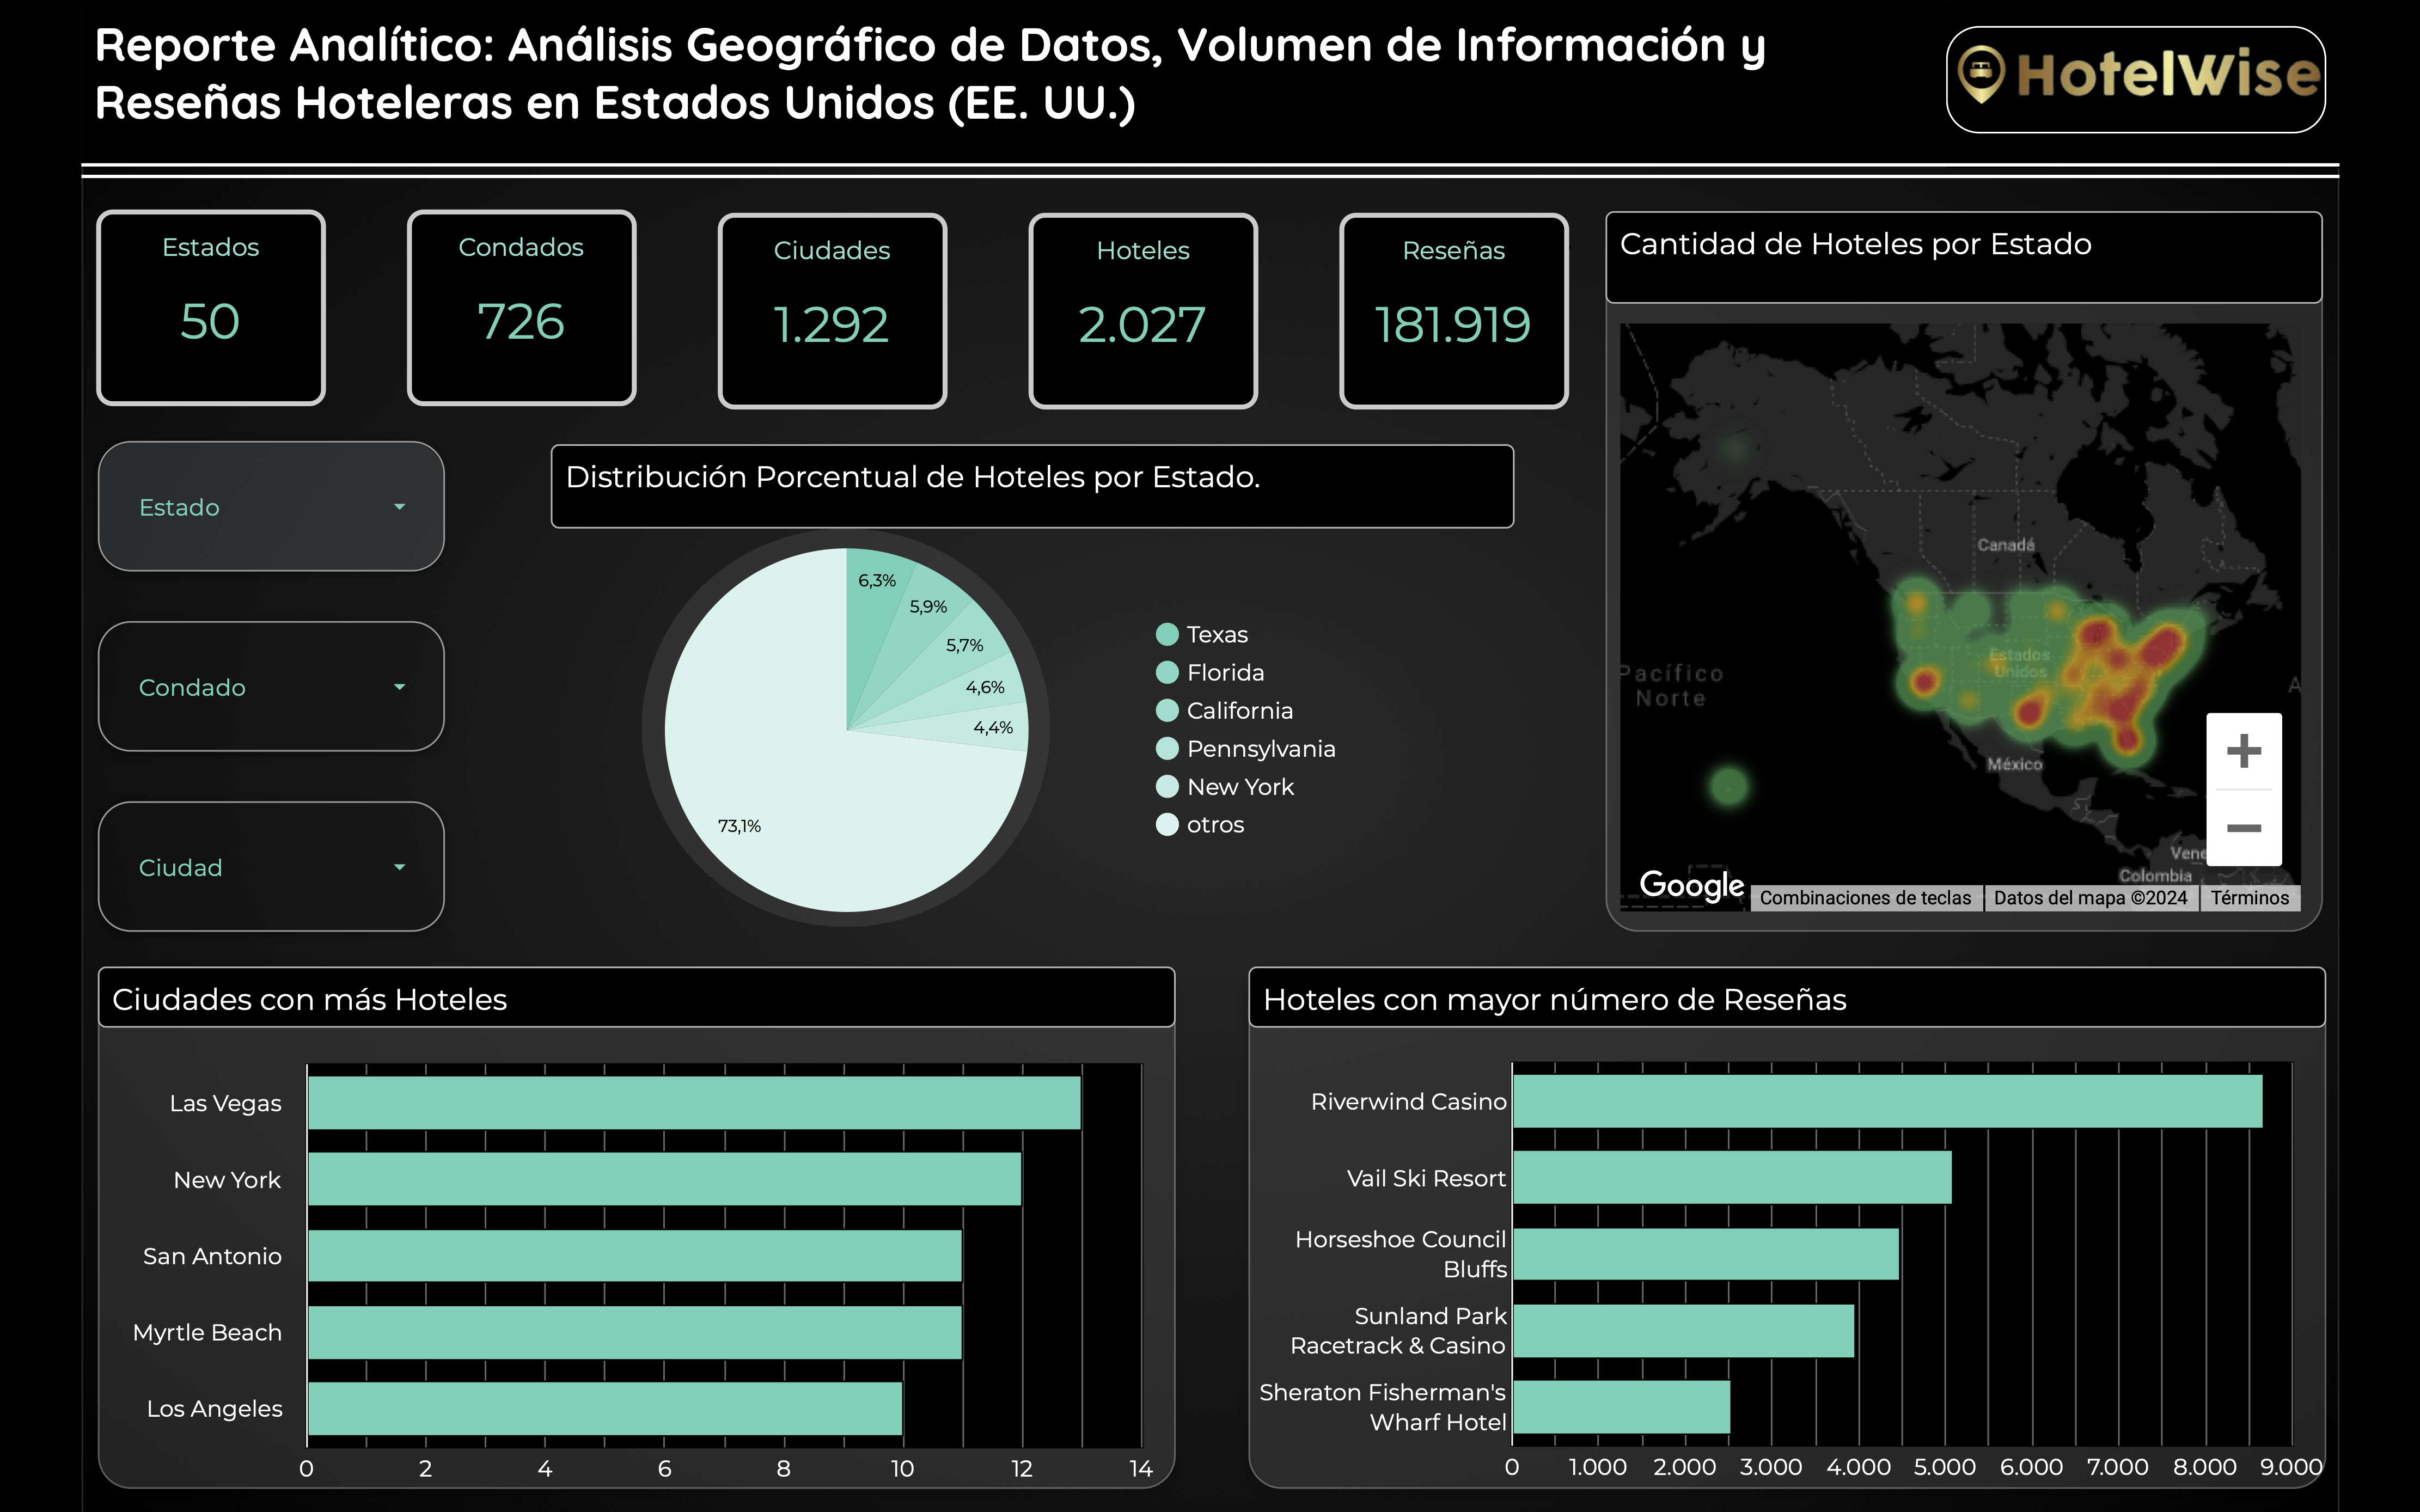 Reporte Analítico: Análisis Geográfico de Datos, Volumen de Información y
Reseñas Hoteleras en Estados Unidos (EE. UU.)
HotelWise
Estados
50
Condados
726
Ciudades
1.292
Hoteles
2.027
Reseñas
181.919
Cantidad de Hoteles por Estado
Canadá
Estados
Unidos
Pacífico
Norte
México
Colombia
Google
Combinaciones de teclas
Datos del mapa ©2024
Términos
Estado
Condado
Ciudad
Distribución Porcentual de Hoteles por Estado.
6,3%
5,9%
5,7%
4,6%
4,4%
73,1%
Texas
Florida
California
Pennsylvania
New York
otros
Ciudades con más Hoteles
Las Vegas
New York
San Antonio
Myrtle Beach
Los Angeles
0 2 4 6 8 10 12 14
Hoteles con mayor número de Reseñas
Riverwind Casino
Vail Ski Resort
Horseshoe Council
Bluffs
Sunland Park
Racetrack & Casino
Sheraton Fisherman's
Wharf Hotel
0 1.000 2.000 3.000 4.000 5.000 6.000 7.000 8.000 9.000